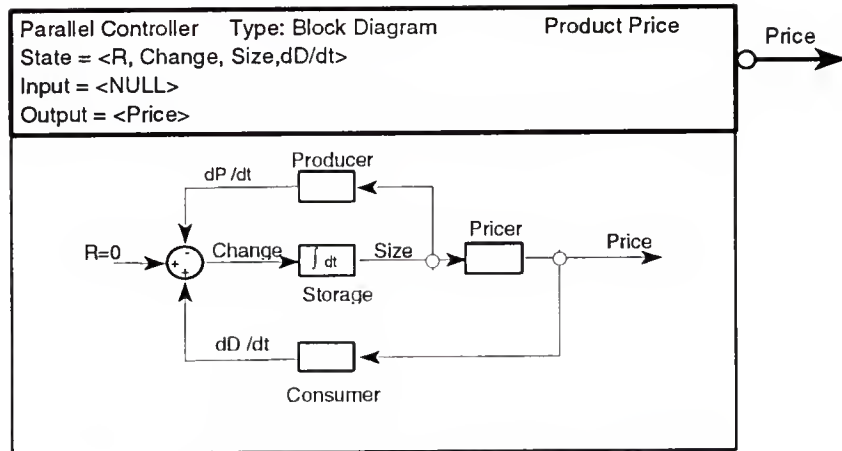 Parallel Controller Type: Block Diagram Product Price
State = <R, Change, Size,dD/dt>
Input = <NULL>
Output = <Price>
Price
Producer
dP /dt
Pricer
R=0
-
+
+
Change
∫ dt
Size
Price
Storage
dD /dt
Consumer